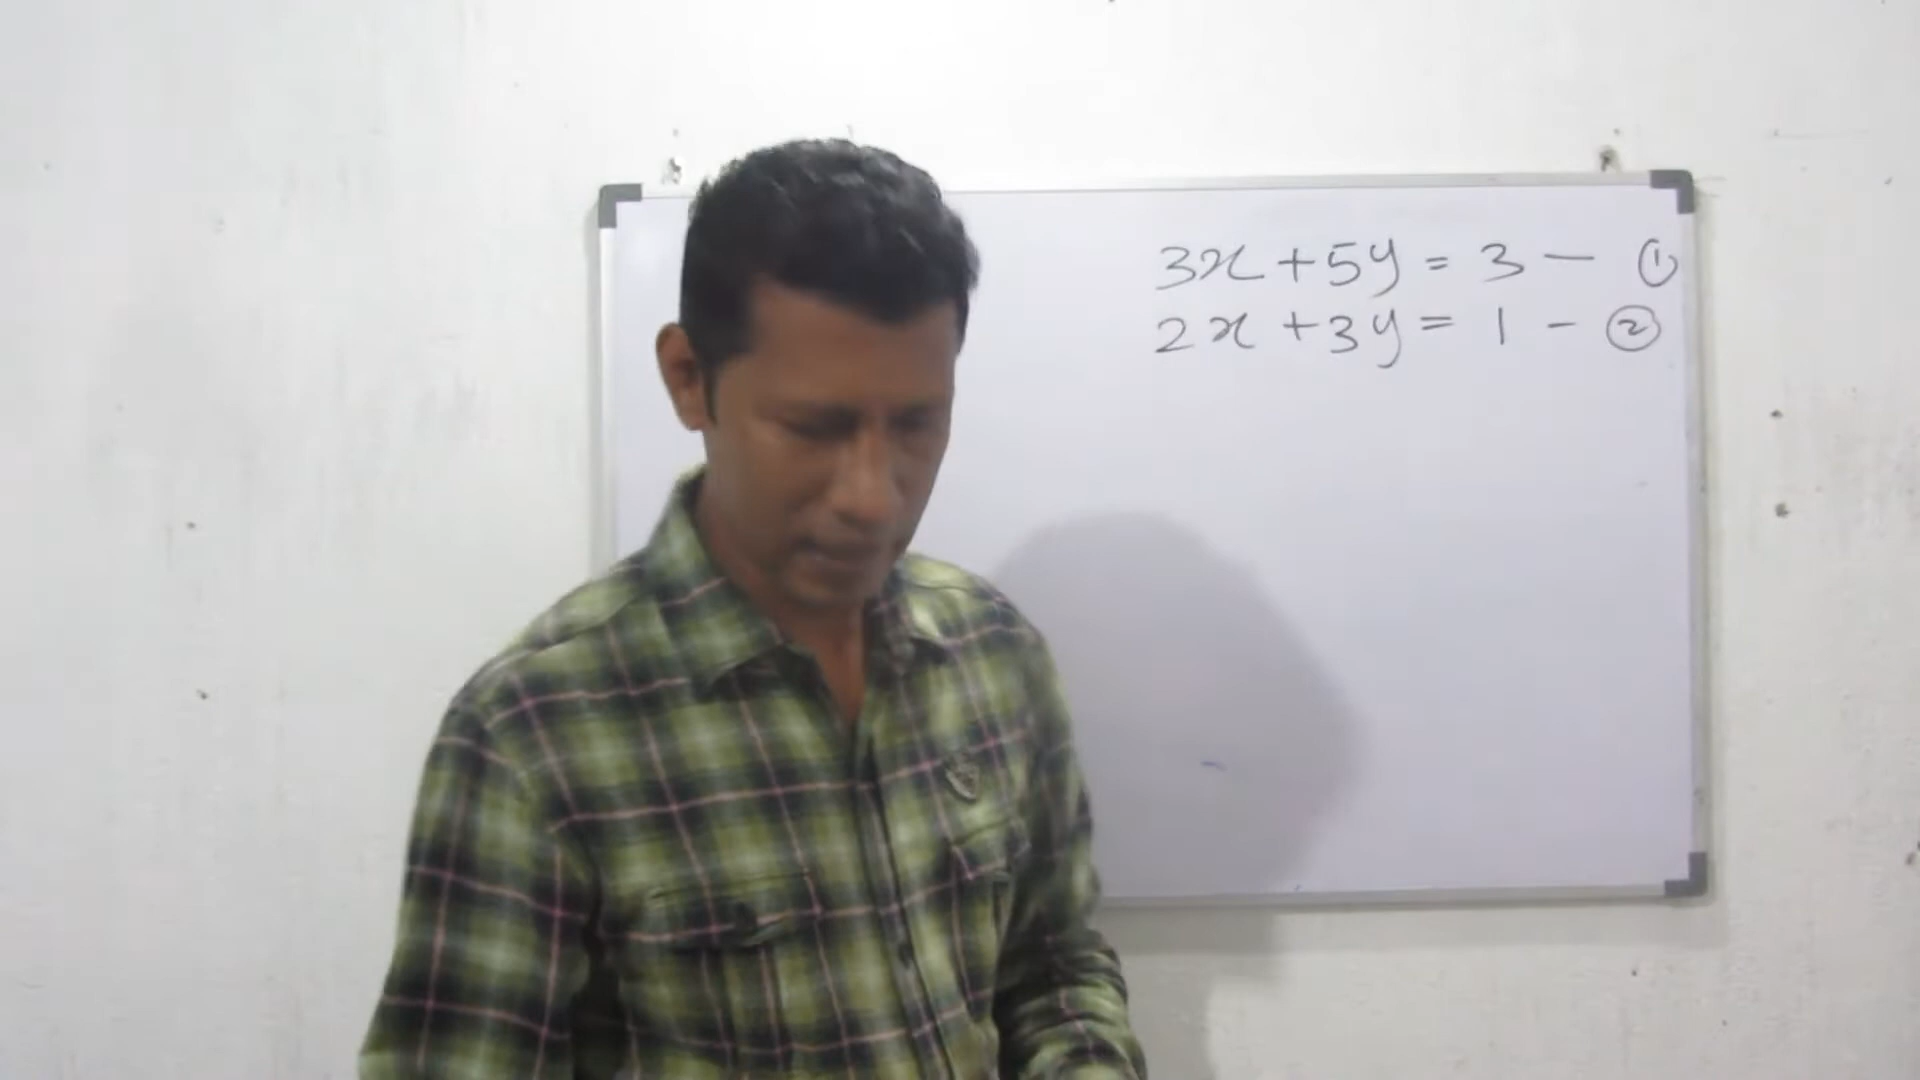 3x + 5y = 3 — ①
2x + 3y = 1 — ②